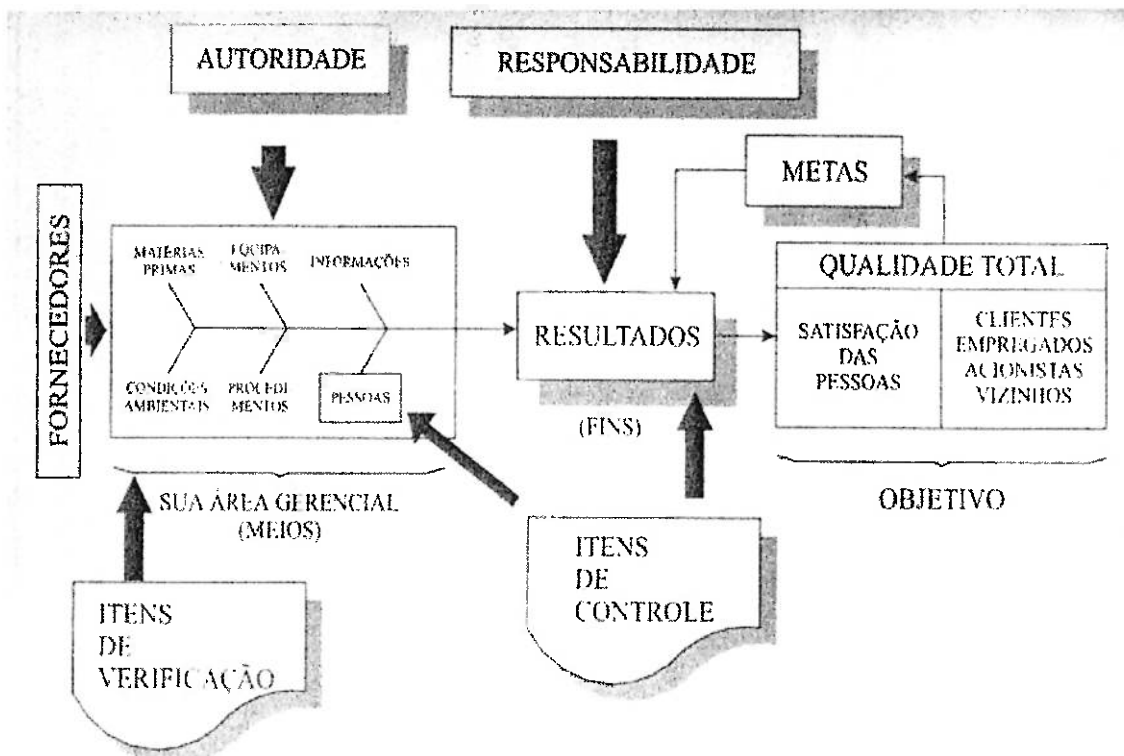 AUTORIDADE
RESPONSABILIDADE
METAS
FORNECEDORES
MATÉRIAS
PRIMAS
EQUIPA-
MENTOS
INFORMAÇÕES
CONDIÇÕES
AMBIENTAIS
PROCEDI
MENTOS
PESSOAS
RESULTADOS
(FINS)
QUALIDADE TOTAL
SATISFAÇÃO
DAS
PESSOAS
CLIENTES
EMPREGADOS
ACIONISTAS
VIZINHOS
SUA ÁREA GERENCIAL
(MEIOS)
OBJETIVO
ITENS
DE
VERIFICAÇÃO
ITENS
DE
CONTROLE